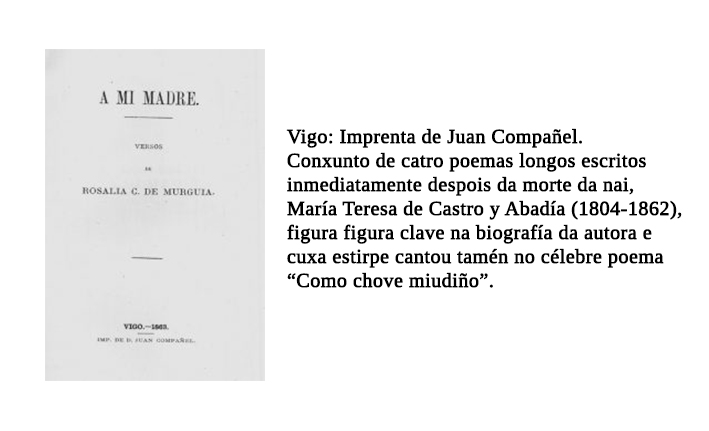 A MI MADRE.
VERSOS
DE
ROSALIA C. DE MURGUIA.
VIGO.—1863.
IMP. DE D. JUAN COMPAÑEL.
Vigo: Imprenta de Juan Compañel.
Conxunto de catro poemas longos escritos
inmediatamente despois da morte da nai,
María Teresa de Castro y Abadía (1804-1862),
figura figura clave na biografía da autora e
cuxa estirpe cantou tamén no célebre poema
“Como chove miudiño”.